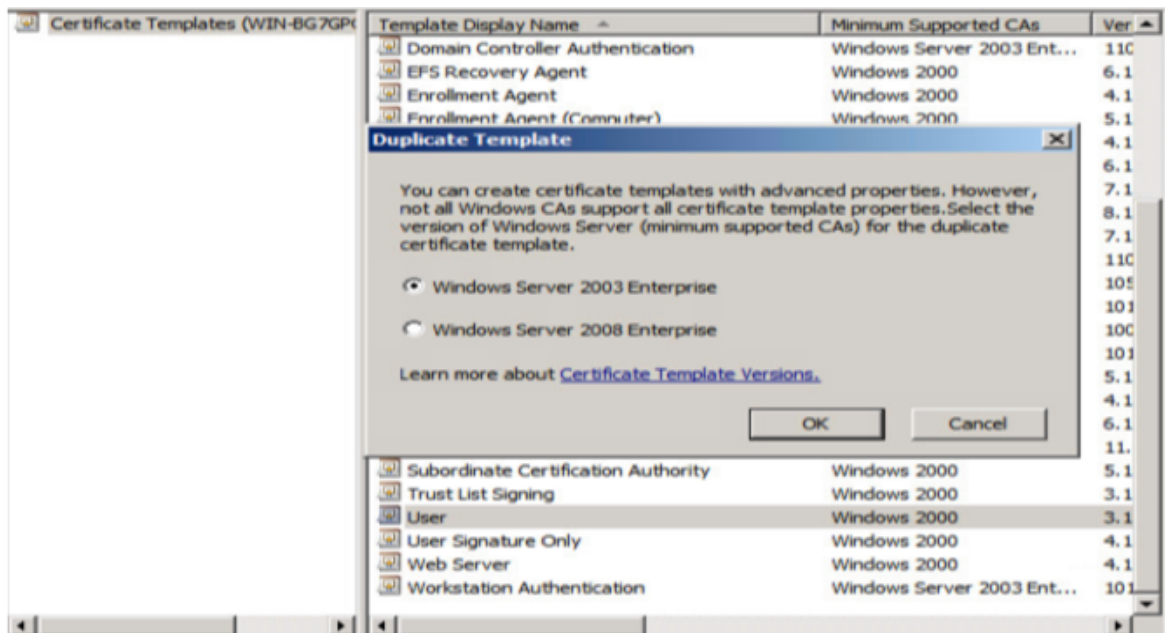 Certificate Templates (WIN-BG7GP
Template Display Name Minimum Supported CAs Ver
Domain Controller Authentication Windows Server 2003 Ent... 110
EFS Recovery Agent Windows 2000 6.1
Enrollment Agent Windows 2000 4.1
Enrollment Agent (Computer) Windows 2000 5.1
Duplicate Template 4.1
6.1
You can create certificate templates with advanced properties. However, 7.1
not all Windows CAs support all certificate template properties.Select the 8.1
version of Windows Server (minimum supported CAs) for the duplicate 7.1
certificate template.
110
Windows Server 2003 Enterprise 105
101
Windows Server 2008 Enterprise 100
101
Learn more about Certificate Template Versions. 5.1
4.1
OK Cancel 6.1
11.
Subordinate Certification Authority Windows 2000 5.1
Trust List Signing Windows 2000 3.1
User Windows 2000 3.1
User Signature Only Windows 2000 4.1
Web Server Windows 2000 4.1
Workstation Authentication Windows Server 2003 Ent... 101